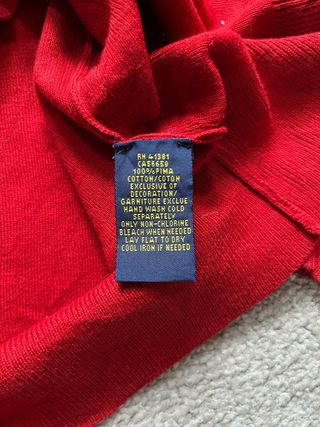 RN 41381
CA56658
100% PIMA
COTTON/COTON
EXCLUSIVE OF
DECORATION/
GARNITURE EXCLUE
HAND WASH COLD
SEPARATELY
ONLY NON-CHLORINE
BLEACH WHEN NEEDED
LAY FLAT TO DRY
COOL IRON IF NEEDED